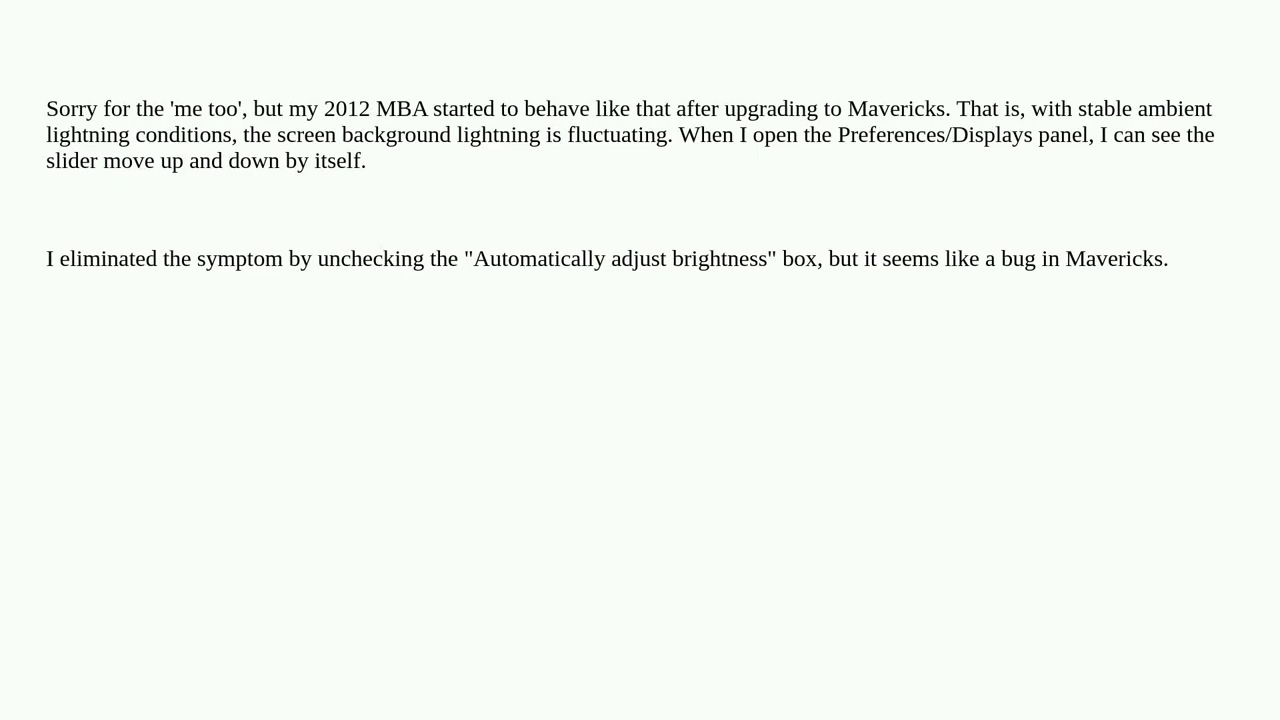 Sorry for the 'me too', but my 2012 MBA started to behave like that after upgrading to Mavericks. That is, with stable ambient
lightning conditions, the screen background lightning is fluctuating. When I open the Preferences/Displays panel, I can see the
slider move up and down by itself.
I eliminated the symptom by unchecking the "Automatically adjust brightness" box, but it seems like a bug in Mavericks.